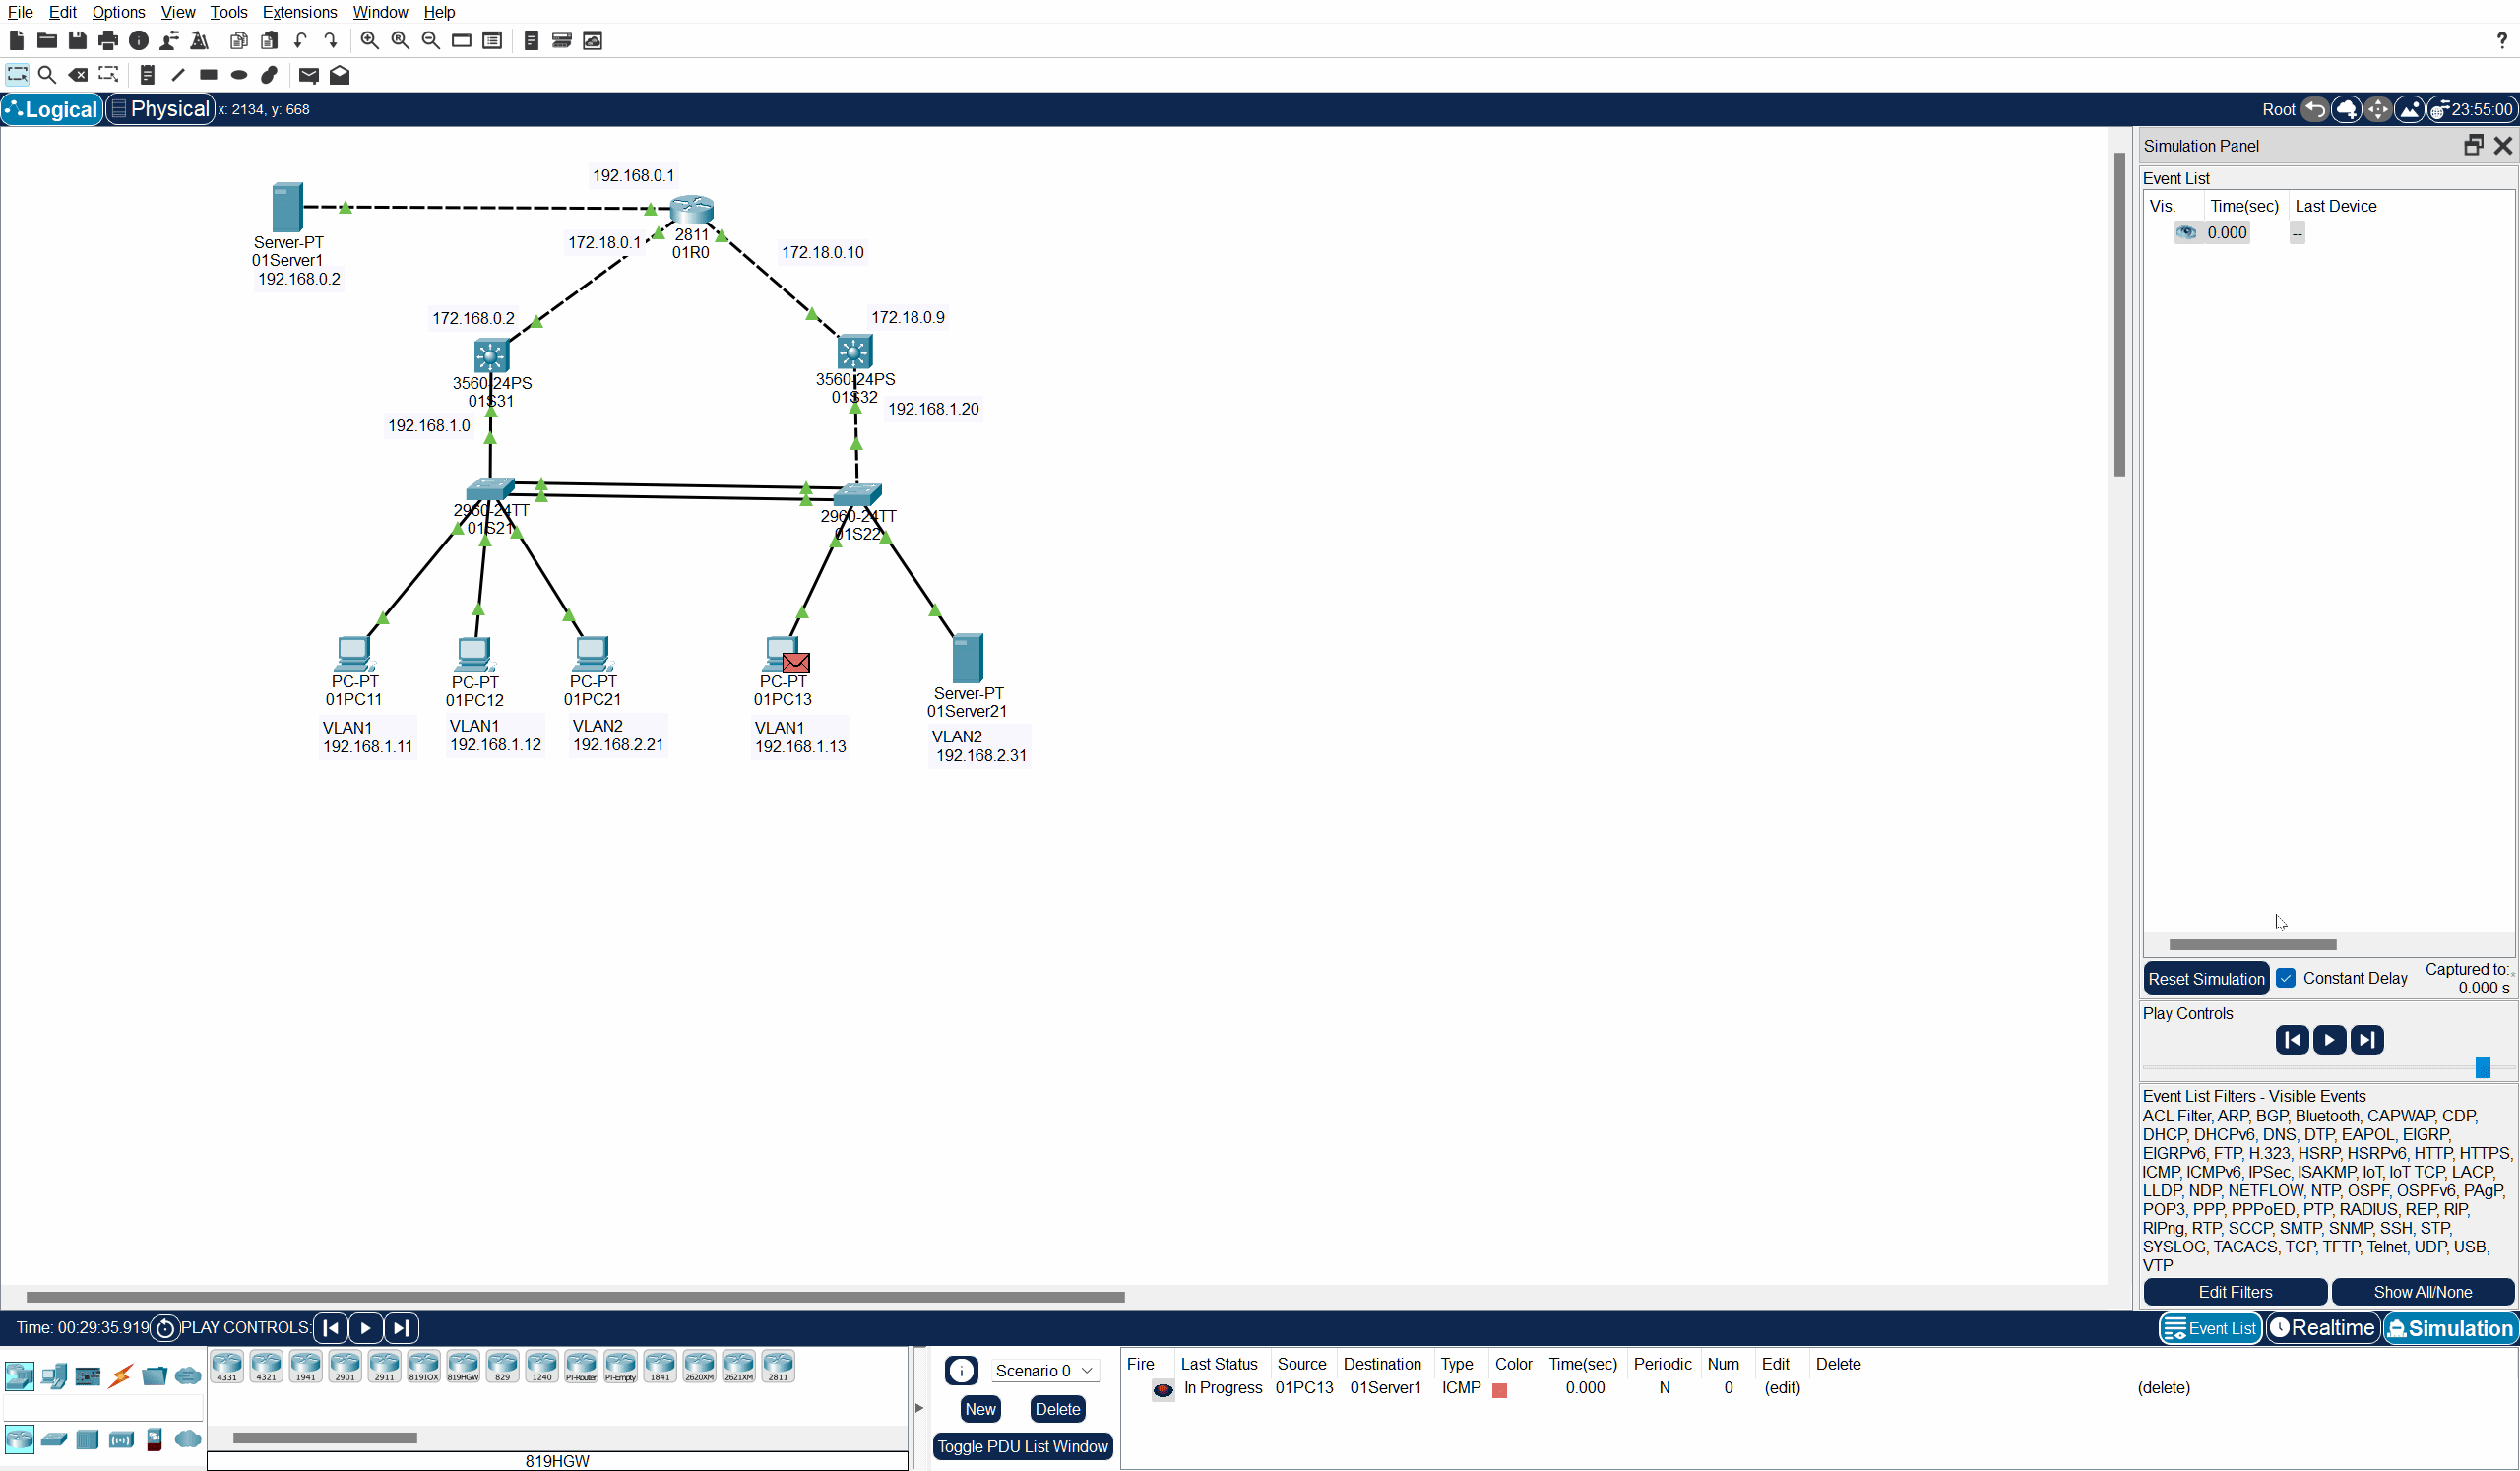 File Edit Options View Tools Extensions Window Help
?
Logical Physical x: 2134, y: 668 Root 23:55:00
Simulation Panel
Event List
Vis. Time(sec) Last Device
0.000 --
192.168.0.1
Server-PT
01Server1
192.168.0.2
172.18.0.1
2811
01R0
172.18.0.10
172.168.0.2
172.18.0.9
3560-24PS
01S31
3560-24PS
01S32
192.168.1.0
192.168.1.20
2960-24TT
01S21
2960-24TT
01S22
PC-PT
01PC11
PC-PT
01PC12
PC-PT
01PC21
PC-PT
01PC13
Server-PT
01Server21
VLAN1
192.168.1.11
VLAN1
192.168.1.12
VLAN2
192.168.2.21
VLAN1
192.168.1.13
VLAN2
192.168.2.31
Reset Simulation Constant Delay Captured to:
0.000 s
Play Controls
Event List Filters - Visible Events
ACL Filter, ARP, BGP, Bluetooth, CAPWAP, CDP,
DHCP, DHCPv6, DNS, DTP, EAPOL, EIGRP,
EIGRPv6, FTP, H.323, HSRP, HSRPv6, HTTP, HTTPS,
ICMP, ICMPv6, IPSec, ISAKMP, IoT, IoT TCP, LACP,
LLDP, NDP, NETFLOW, NTP, OSPF, OSPFv6, PAgP,
POP3, PPP, PPPoED, PTP, RADIUS, REP, RIP,
RIPng, RTP, SCCP, SMTP, SNMP, SSH, STP,
SYSLOG, TACACS, TCP, TFTP, Telnet, UDP, USB,
VTP
Edit Filters Show All/None
Time: 00:29:35.919 PLAY CONTROLS: Event List Realtime Simulation
4331 4321 1941 2901 2911 819IOX 819HGW 829 1240 PT-Router PT-Empty 1841 2620XM 2621XM 2811
819HGW
Scenario 0
New Delete
Toggle PDU List Window
Fire Last Status Source Destination Type Color Time(sec) Periodic Num Edit Delete
In Progress 01PC13 01Server1 ICMP 0.000 N 0 (edit) (delete)